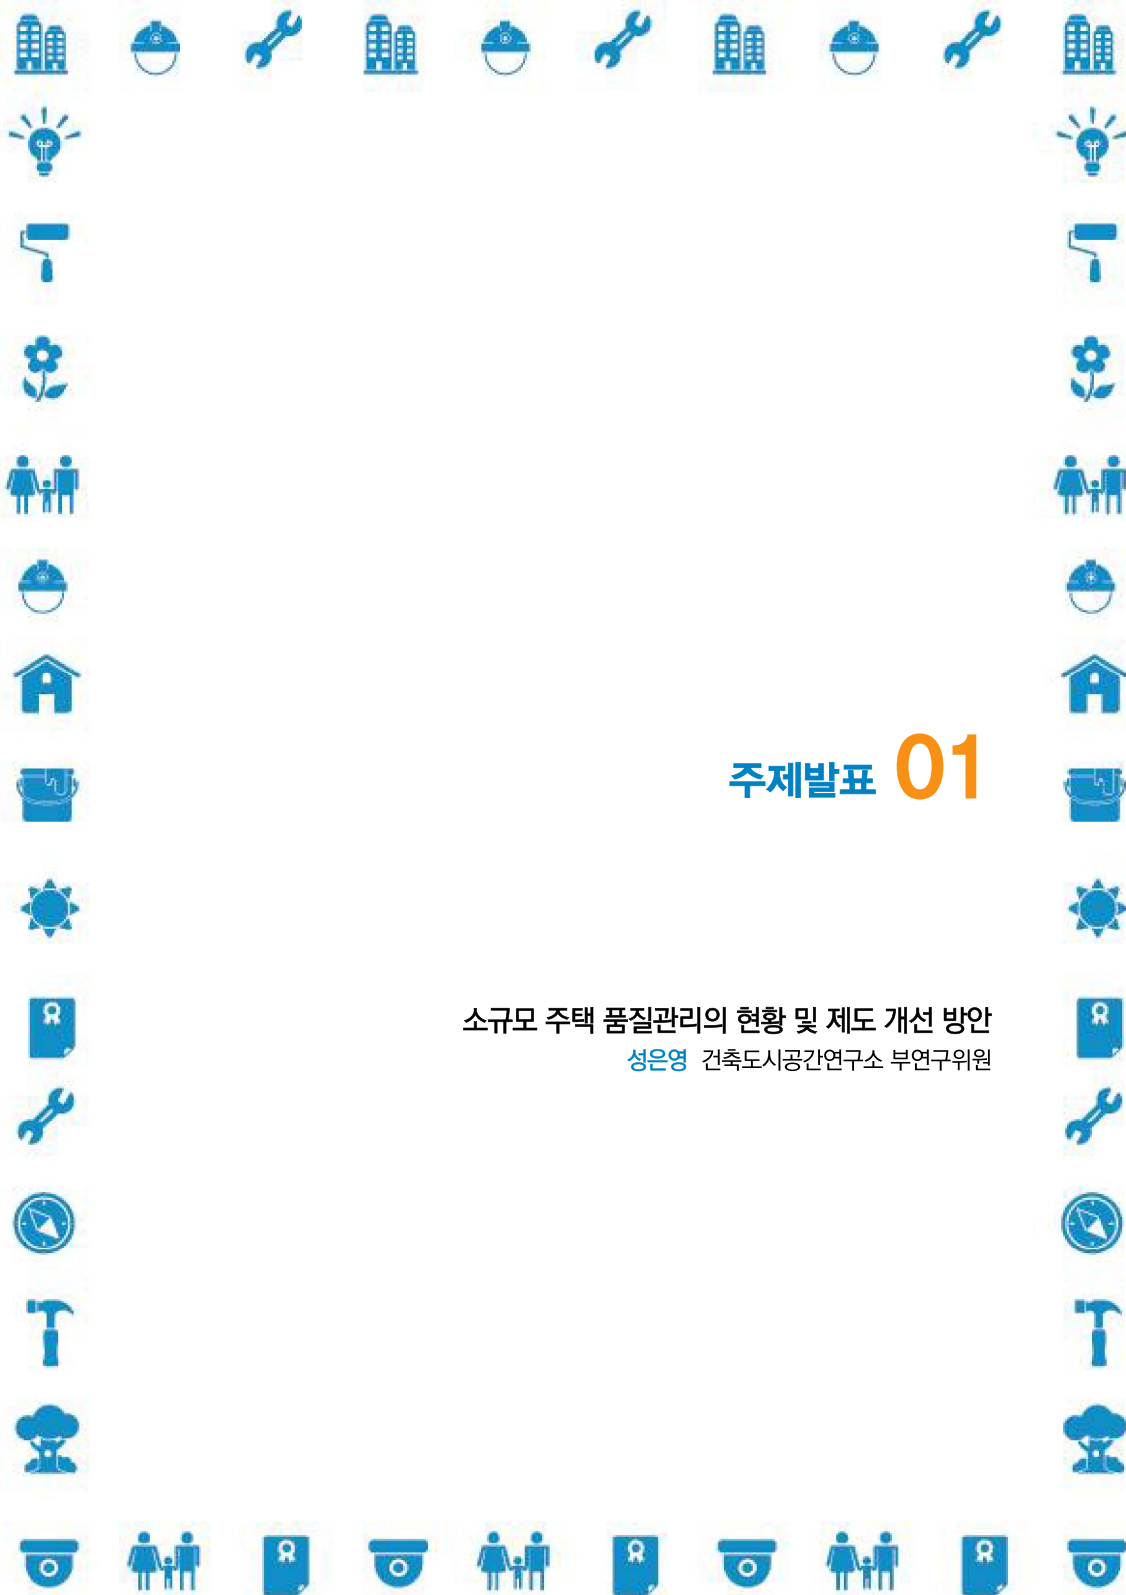 주제발표 01
소규모 주택 품질관리의 현황 및 제도 개선 방안
성은영 건축도시공간연구소 부연구위원